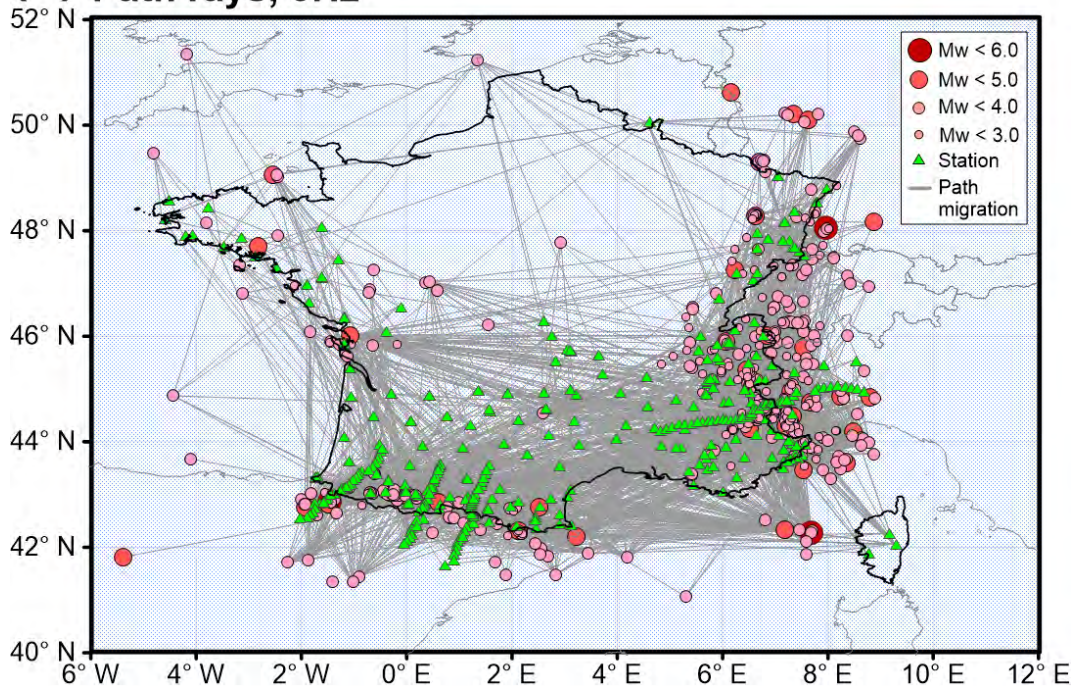 52° N
50° N
48° N
46° N
44° N
42° N
40° N
6° W
4° W
2° W
0° E
2° E
4° E
6° E
8° E
10° E
12° E
Mw < 6.0
Mw < 5.0
Mw < 4.0
Mw < 3.0
Station
Path
migration